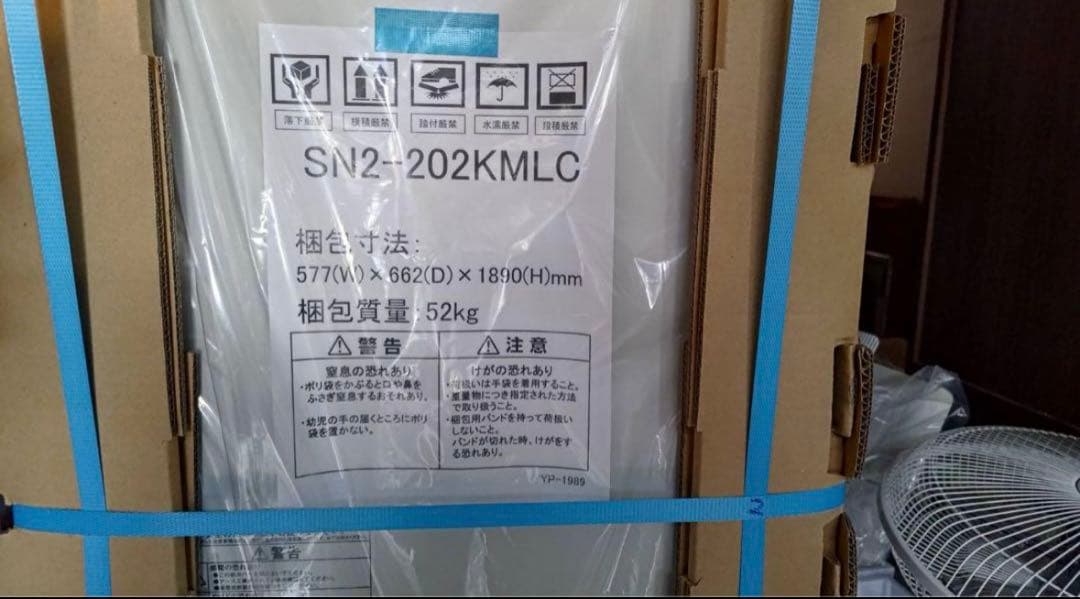 落下厳禁 横積厳禁 踏付厳禁 水濡厳禁 段積厳禁
SN2-202KMLC
梱包寸法:
577(W)×662(D)×1890(H)mm
梱包質量:52kg
警告
窒息の恐れあり
・ポリ袋をかぶると口や鼻を
ふさぎ窒息するおそれあり。
・幼児の手の届くところにポリ
袋を置かない。
注意
けがの恐れあり
・荷扱いは手袋を着用すること。
・重量物につき指定された方法
で取り扱うこと。
・梱包用バンドを持って荷扱い
しないこと。
バンドが切れた時、けがをす
る恐れあり。
YP-1989
警告